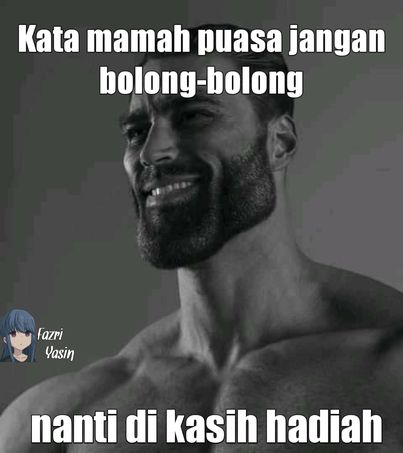 Kata mamah puasa jangan
bolong-bolong
Fazri
Yasin
nanti di kasih hadiah